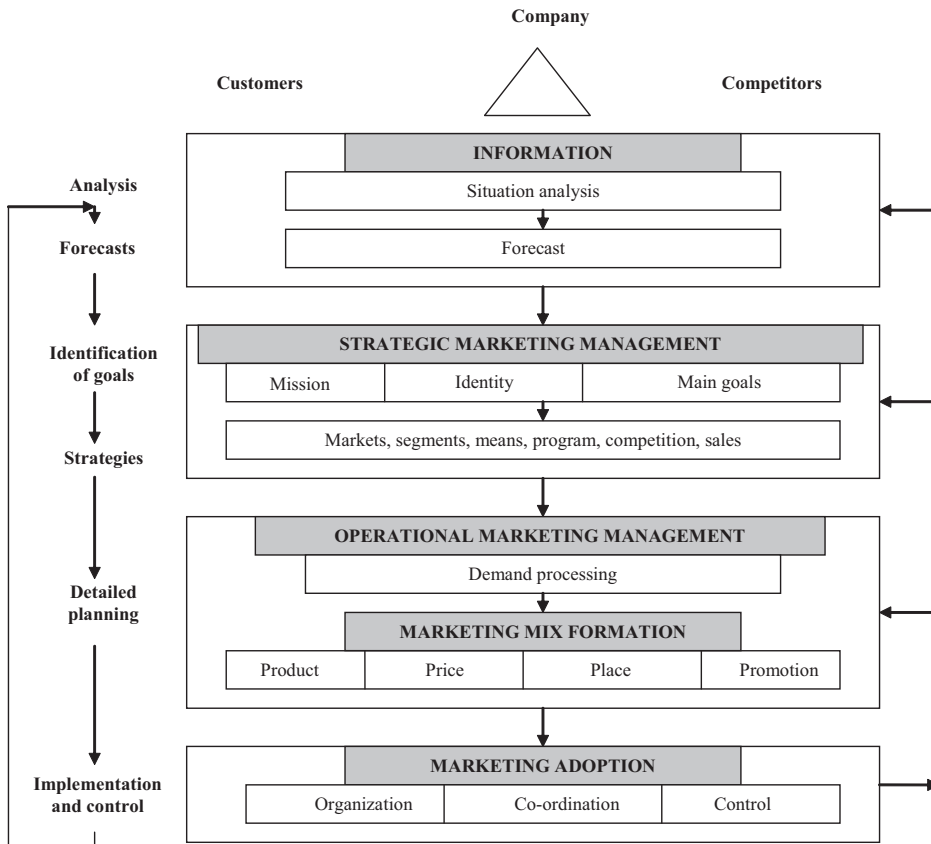 Company
Customers
Competitors
INFORMATION
Analysis
Situation analysis
Forecasts
Forecast
STRATEGIC MARKETING MANAGEMENT
Identification
of goals
Mission
Identity
Main goals
Markets, segments, means, program, competition, sales
Strategies
OPERATIONAL MARKETING MANAGEMENT
Demand processing
Detailed
planning
MARKETING MIX FORMATION
Product
Price
Place
Promotion
MARKETING ADOPTION
Implementation
and control
Organization
Co-ordination
Control